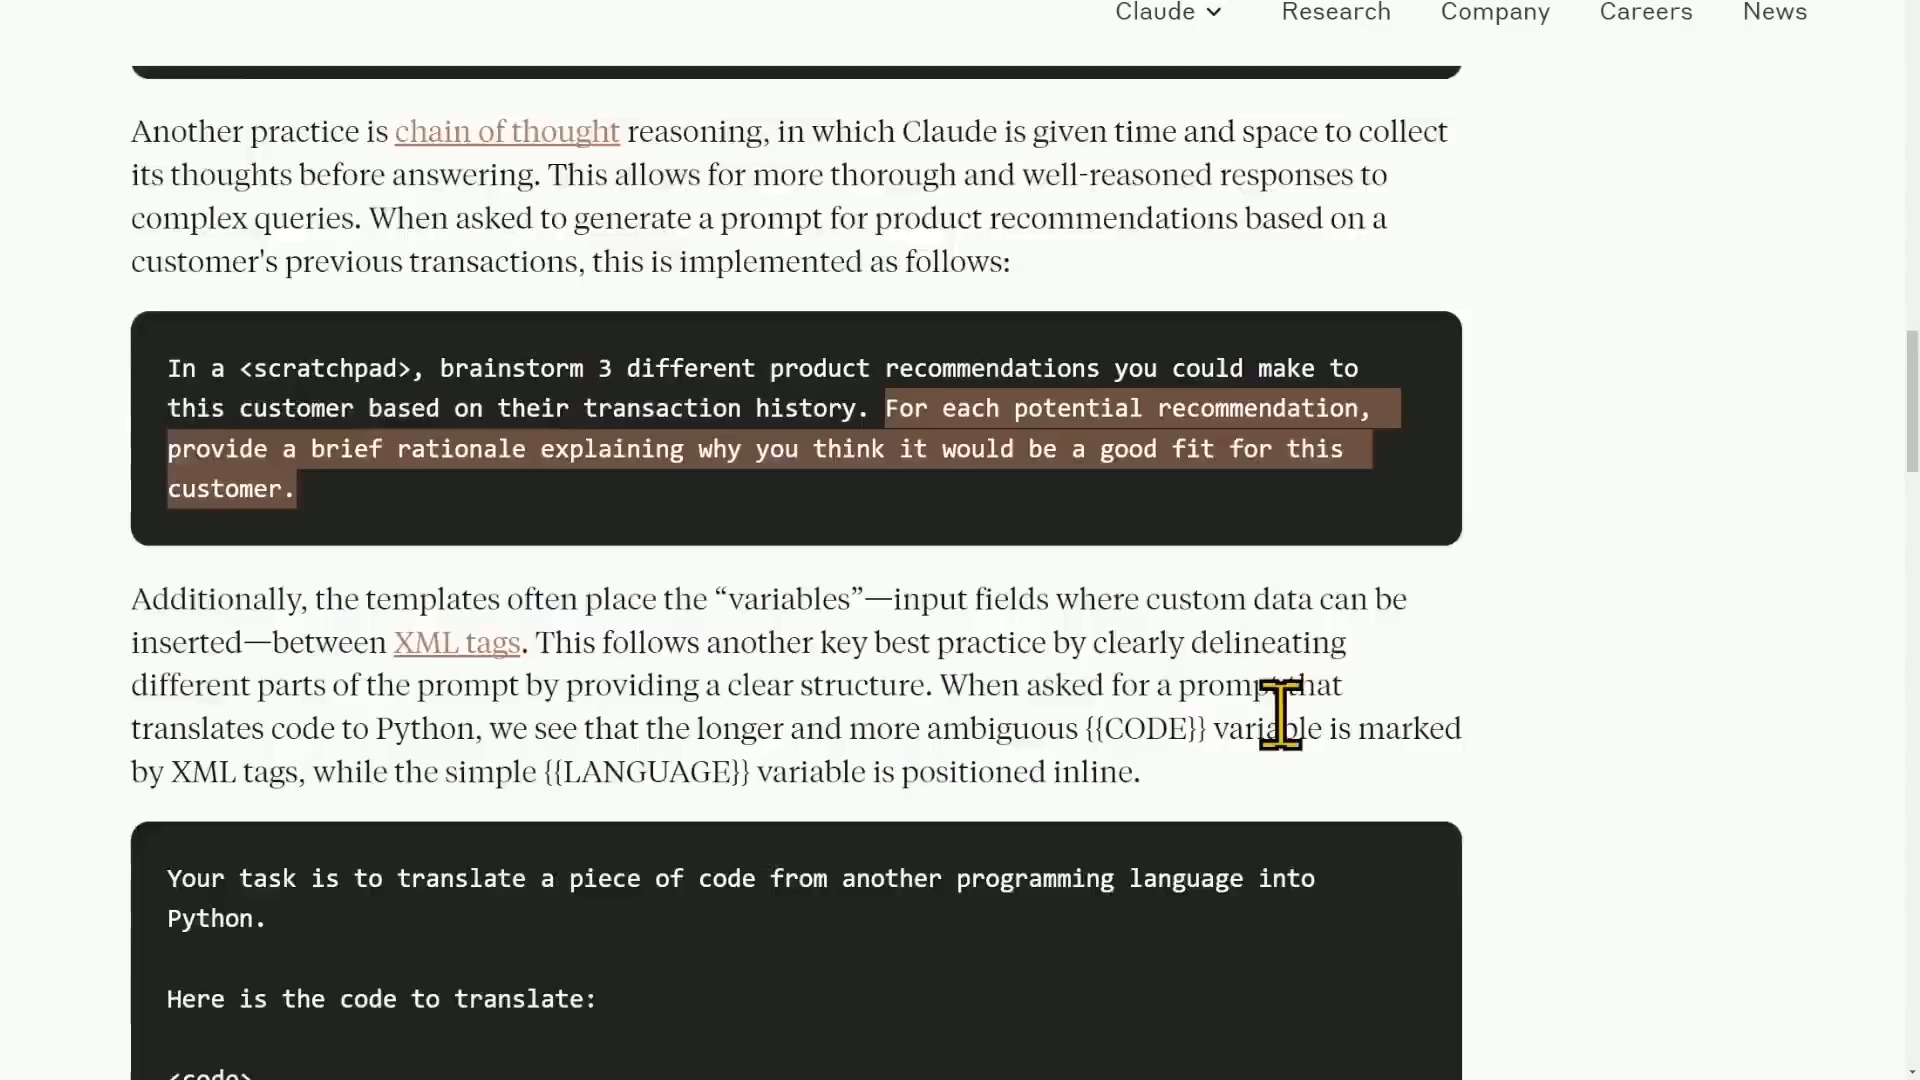 Claude Research Company Careers News
Another practice is chain of thought reasoning, in which Claude is given time and space to collect
its thoughts before answering. This allows for more thorough and well-reasoned responses to
complex queries. When asked to generate a prompt for product recommendations based on a
customer's previous transactions, this is implemented as follows:
In a <scratchpad>, brainstorm 3 different product recommendations you could make to
this customer based on their transaction history. For each potential recommendation,
provide a brief rationale explaining why you think it would be a good fit for this
customer.
Additionally, the templates often place the “variables”—input fields where custom data can be
inserted—between XML tags. This follows another key best practice by clearly delineating
different parts of the prompt by providing a clear structure. When asked for a prompt that
translates code to Python, we see that the longer and more ambiguous {{CODE}} variable is marked
by XML tags, while the simple {{LANGUAGE}} variable is positioned inline.
Your task is to translate a piece of code from another programming language into
Python.
Here is the code to translate:
<code>